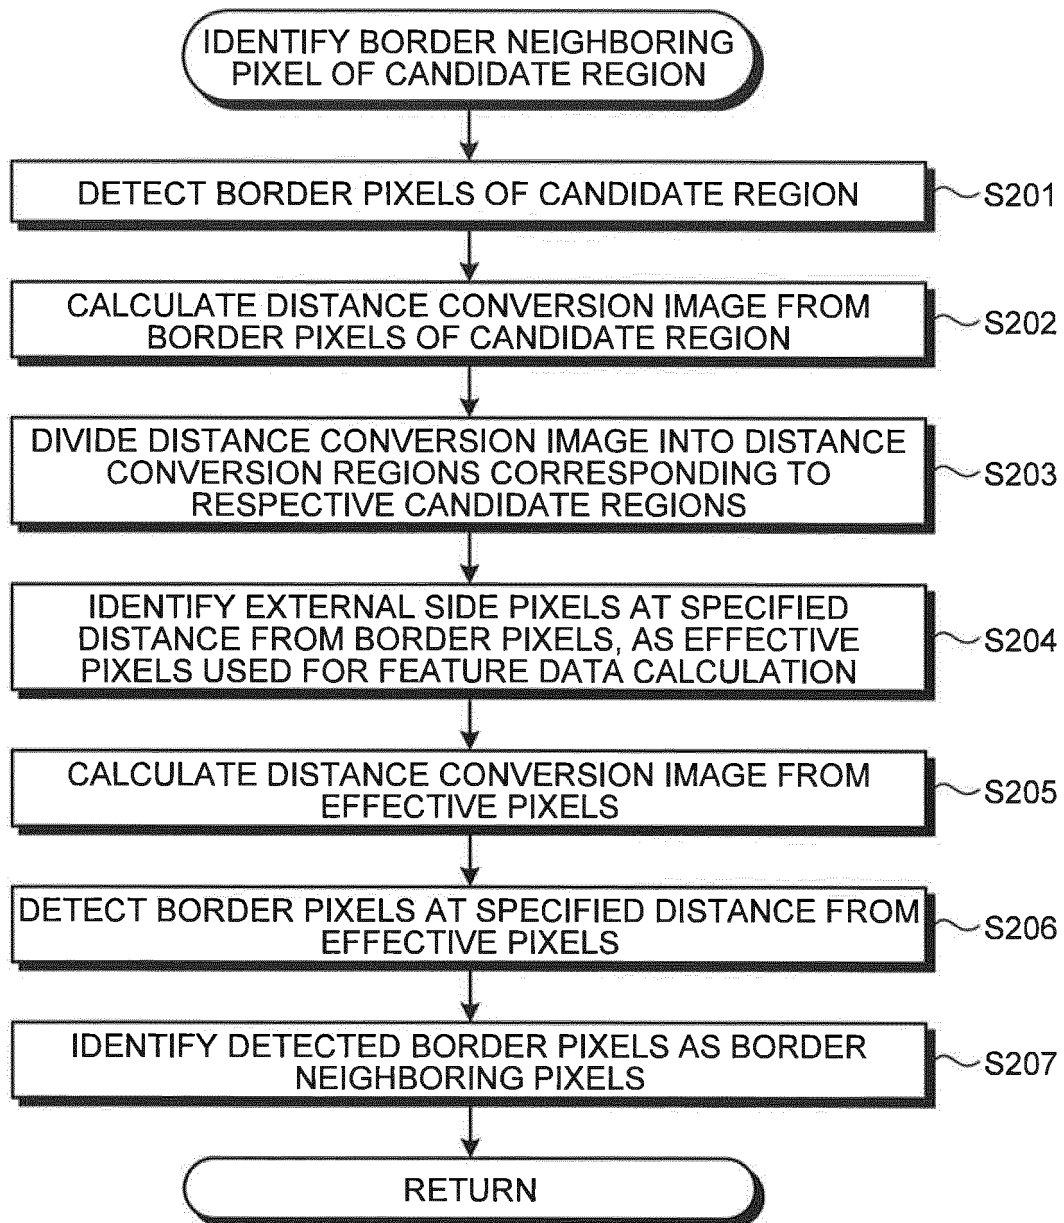 IDENTIFY BORDER NEIGHBORING
PIXEL OF CANDIDATE REGION
DETECT BORDER PIXELS OF CANDIDATE REGION
S201
CALCULATE DISTANCE CONVERSION IMAGE FROM
BORDER PIXELS OF CANDIDATE REGION
S202
DIVIDE DISTANCE CONVERSION IMAGE INTO DISTANCE
CONVERSION REGIONS CORRESPONDING TO
RESPECTIVE CANDIDATE REGIONS
S203
IDENTIFY EXTERNAL SIDE PIXELS AT SPECIFIED
DISTANCE FROM BORDER PIXELS, AS EFFECTIVE
PIXELS USED FOR FEATURE DATA CALCULATION
S204
CALCULATE DISTANCE CONVERSION IMAGE FROM
EFFECTIVE PIXELS
S205
DETECT BORDER PIXELS AT SPECIFIED DISTANCE FROM
EFFECTIVE PIXELS
S206
IDENTIFY DETECTED BORDER PIXELS AS BORDER
NEIGHBORING PIXELS
S207
RETURN